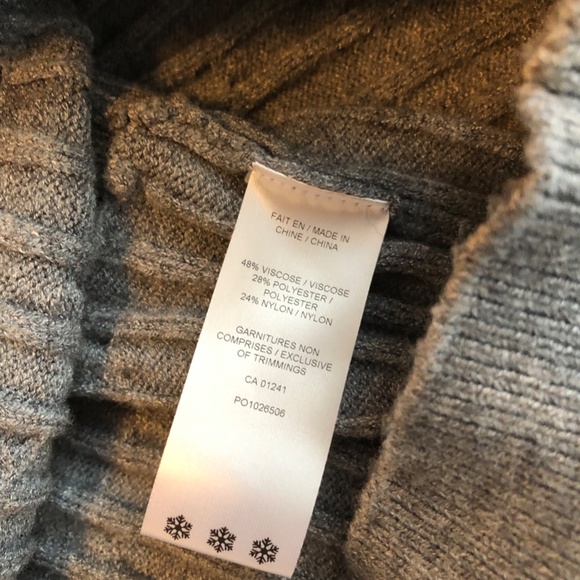 FAIT EN / MADE IN
CHINE / CHINA
48% VISCOSE / VISCOSE
28% POLYESTER /
POLYESTER
24% NYLON / NYLON
GARNITURES NON
COMPRISES / EXCLUSIVE
OF TRIMMINGS
CA 01241
PO1026506